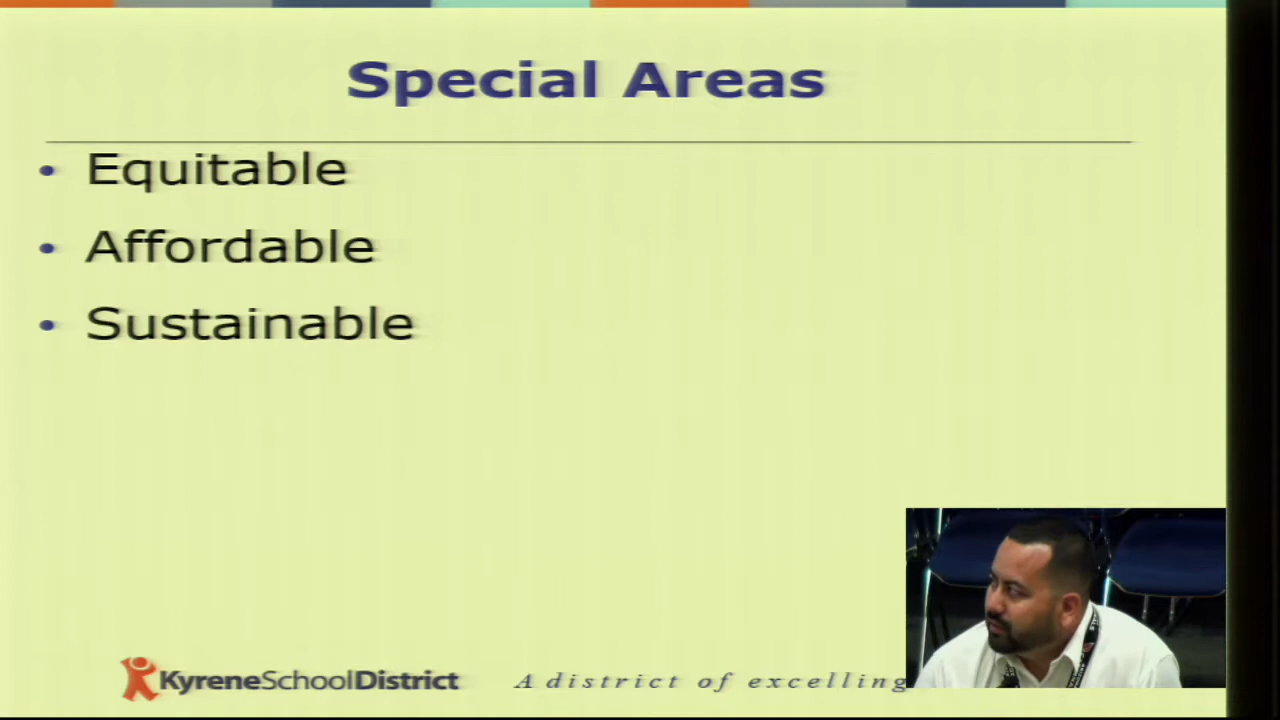 Special Areas
• Equitable
• Affordable
• Sustainable
KyreneSchoolDistrict
A district of excelling